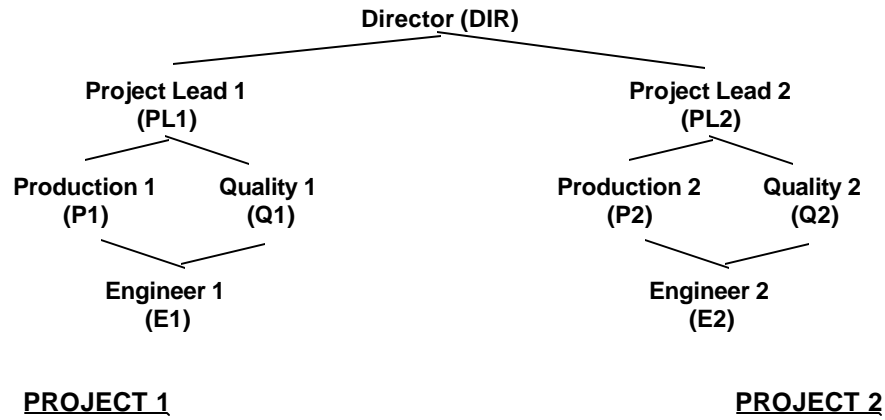 Director (DIR)
Project Lead 1
(PL1)
Project Lead 2
(PL2)
Production 1
(P1)
Quality 1
(Q1)
Production 2
(P2)
Quality 2
(Q2)
Engineer 1
(E1)
Engineer 2
(E2)
PROJECT 1
PROJECT 2